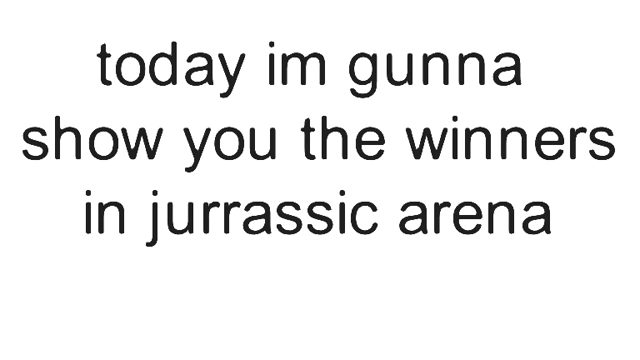 today im gunna
show you the winners
in jurrassic arena